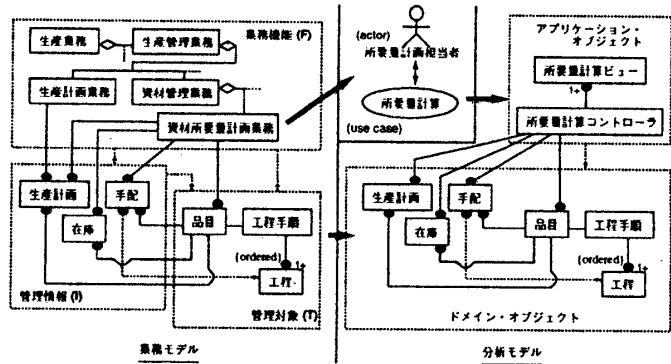 生産業務
生産管理業務
業務機能 (F)
生産計画業務
資材管理業務
資材所要量計画業務
生産計画
手配
在庫
品目
工程手順
{ordered}
1+
工程
管理情報 (I)
管理対象 (T)
業務モデル
(actor)
所要量計画担当者
所要量計算
(use case)
アプリケーション・
オブジェクト
所要量計算ビュー
1+
所要量計算コントローラ
生産計画
手配
在庫
品目
工程手順
{ordered}
1+
工程
ドメイン・オブジェクト
分析モデル